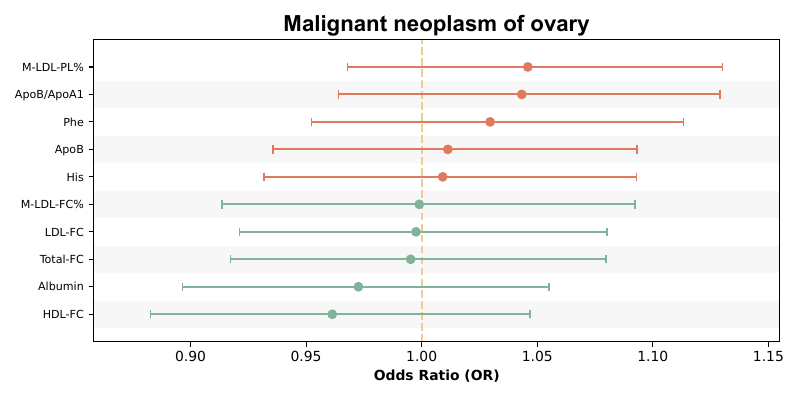 Malignant neoplasm of ovary
M-LDL-PL%
ApoB/ApoA1
Phe
ApoB
His
M-LDL-FC%
LDL-FC
Total-FC
Albumin
HDL-FC
0.90 0.95 1.00 1.05 1.10 1.15
Odds Ratio (OR)